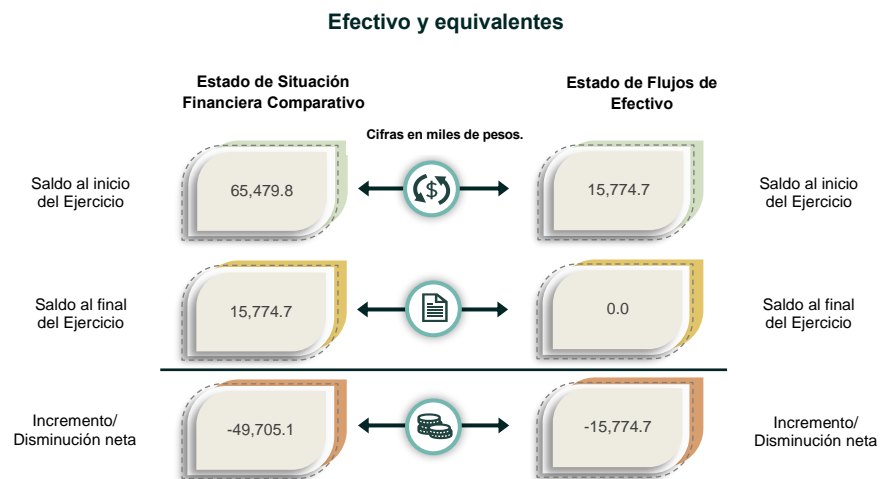 Efectivo y equivalentes
Estado de Situación
Financiera Comparativo
Estado de Flujos de
Efectivo
Cifras en miles de pesos.
Saldo al inicio
del Ejercicio
65,479.8
$
15,774.7
Saldo al inicio
del Ejercicio
Saldo al final
del Ejercicio
15,774.7
0.0
Saldo al final
del Ejercicio
Incremento/
Disminución neta
-49,705.1
-15,774.7
Incremento/
Disminución neta